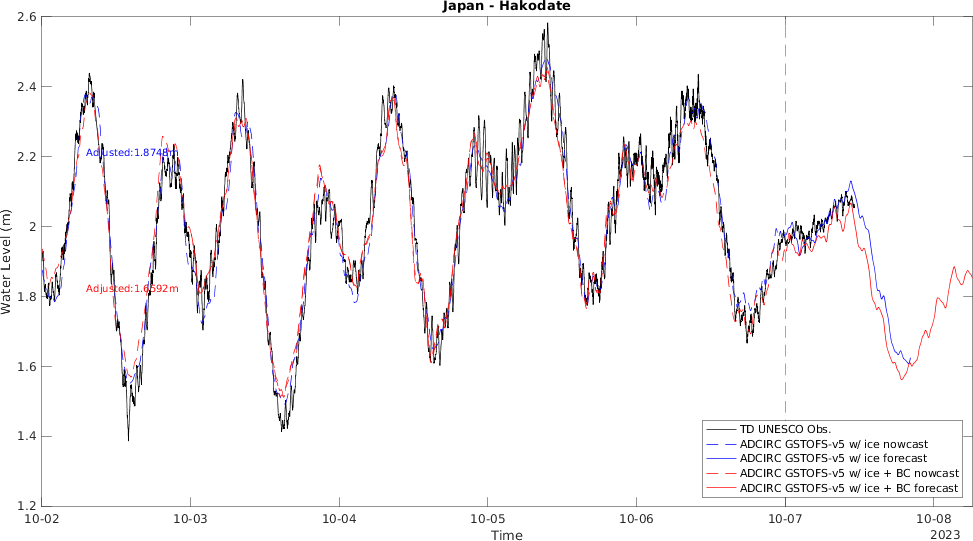 Japan - Hakodate
2.6
2.4
2.2
2
1.8
1.6
1.4
1.2
Water Level (m)
Adjusted:1.8748m
Adjusted:1.6592m
TD UNESCO Obs.
ADCIRC GSTOFS-v5 w/ ice nowcast
ADCIRC GSTOFS-v5 w/ ice forecast
ADCIRC GSTOFS-v5 w/ ice + BC nowcast
ADCIRC GSTOFS-v5 w/ ice + BC forecast
10-02 10-03 10-04 10-05 10-06 10-07 10-08
Time
2023